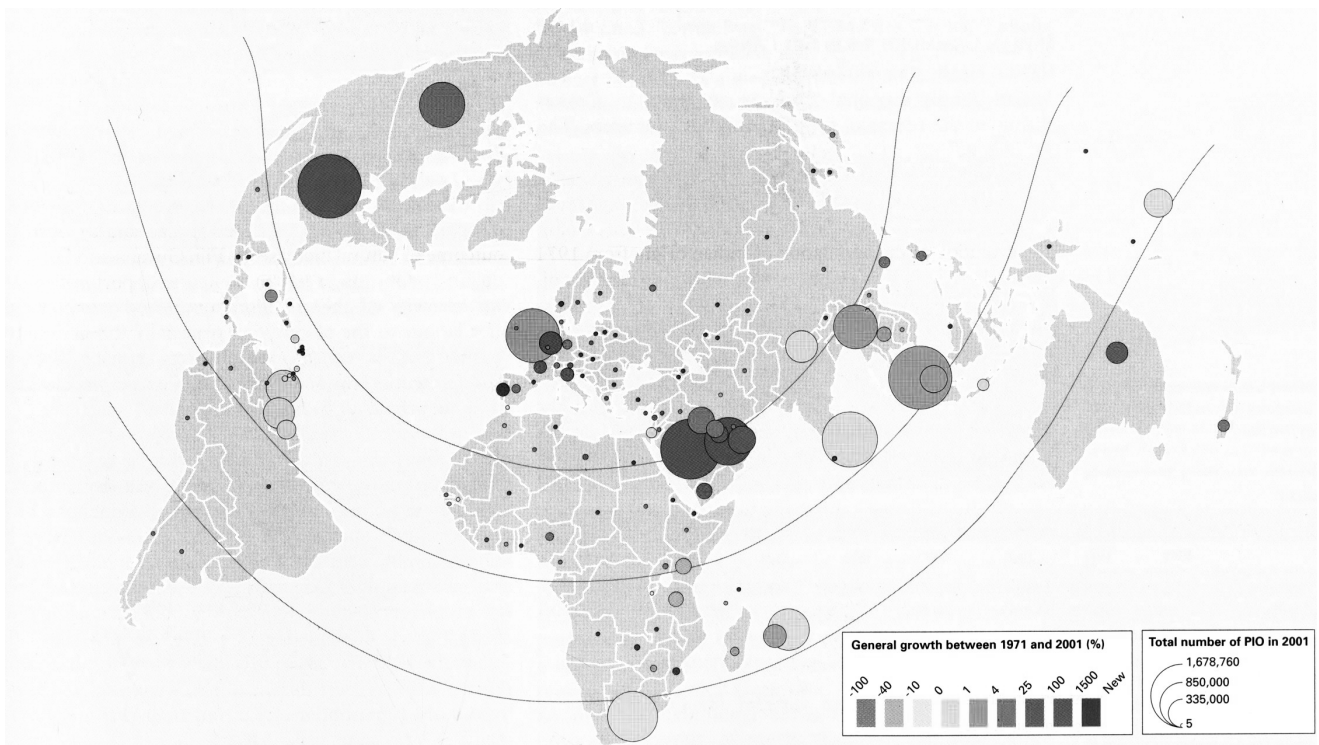 General growth between 1971 and 2001 (%)
-100 -40 -10 0 1 4 25 100 1500 New
Total number of PIO in 2001
1,678,760
850,000
335,000
5